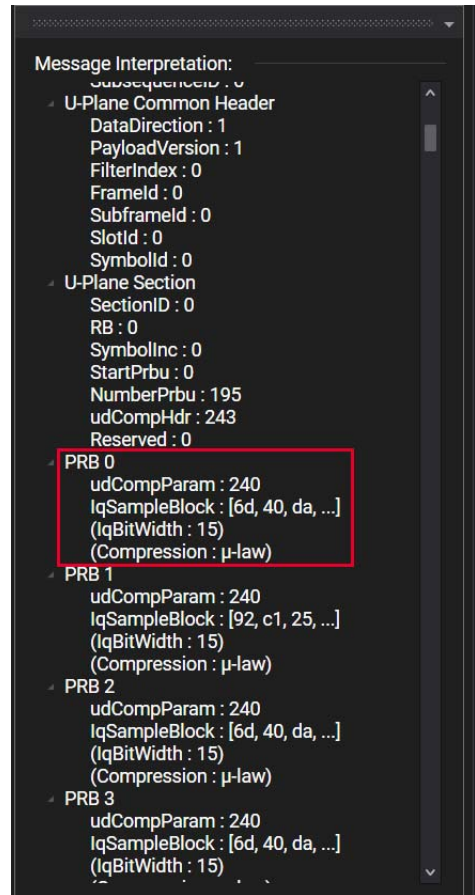 Message Interpretation:
SubsequenceID : 0
U-Plane Common Header
DataDirection : 1
PayloadVersion : 1
FilterIndex : 0
FrameId : 0
SubframeId : 0
SlotId : 0
SymbolId : 0
U-Plane Section
SectionID : 0
RB : 0
SymbolInc : 0
StartPrbu : 0
NumberPrbu : 195
udCompHdr : 243
Reserved : 0
PRB 0
udCompParam : 240
IqSampleBlock : [6d, 40, da, ...]
(IqBitWidth : 15)
(Compression : µ-law)
PRB 1
udCompParam : 240
IqSampleBlock : [92, c1, 25, ...]
(IqBitWidth : 15)
(Compression : µ-law)
PRB 2
udCompParam : 240
IqSampleBlock : [6d, 40, da, ...]
(IqBitWidth : 15)
(Compression : µ-law)
PRB 3
udCompParam : 240
IqSampleBlock : [6d, 40, da, ...]
(IqBitWidth : 15)